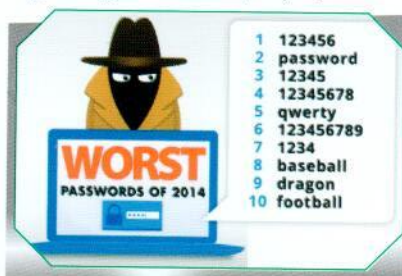 WORST
PASSWORDS OF 2014
1 123456
2 password
3 12345
4 12345678
5 qwerty
6 123456789
7 1234
8 baseball
9 dragon
10 football